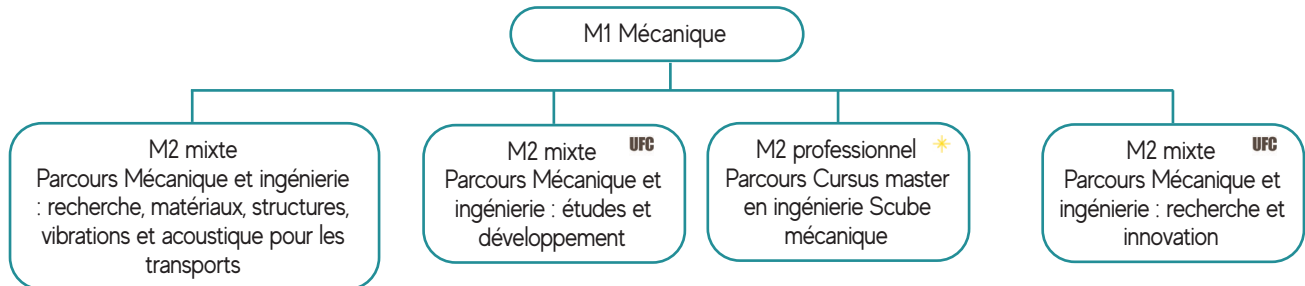 M1 Mécanique
M2 mixte
Parcours Mécanique et ingénierie
: recherche, matériaux, structures,
vibrations et acoustique pour les
transports
M2 mixte UFC
Parcours Mécanique et
ingénierie : études et
développement
M2 professionnel
Parcours Cursus master
en ingénierie Scube
mécanique
M2 mixte UFC
Parcours Mécanique et
ingénierie : recherche et
innovation